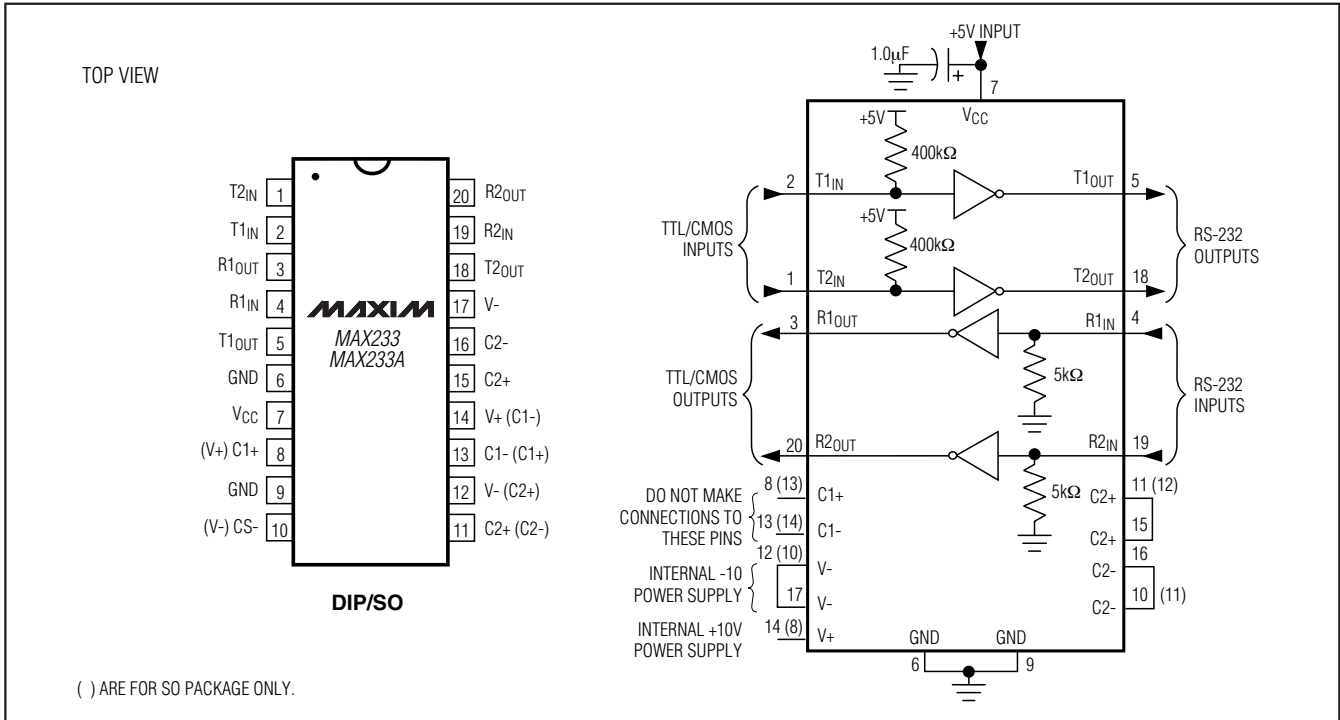 TOP VIEW
T2IN 1
T1IN 2
R1OUT 3
R1IN 4
T1OUT 5
GND 6
VCC 7
(V+) C1+ 8
GND 9
(V-) CS- 10
MAXIM
MAX233
MAX233A
20 R2OUT
19 R2IN
18 T2OUT
17 V-
16 C2-
15 C2+
14 V+ (C1-)
13 C1- (C1+)
12 V- (C2+)
11 C2+ (C2-)
DIP/SO
( ) ARE FOR SO PACKAGE ONLY.
+5V INPUT
1.0μF
+
7
VCC
+5V
400kΩ
2 T1IN
T1OUT 5
+5V
400kΩ
TTL/CMOS
INPUTS
RS-232
OUTPUTS
1 T2IN
T2OUT 18
3 R1OUT
R1IN 4
5kΩ
TTL/CMOS
OUTPUTS
RS-232
INPUTS
20 R2OUT
R2IN 19
5kΩ
DO NOT MAKE
CONNECTIONS TO
THESE PINS
8 (13) C1+
13 (14) C1-
INTERNAL -10
POWER SUPPLY
12 (10) V-
17 V-
INTERNAL +10V
POWER SUPPLY
14 (8) V+
C2+ 11 (12)
C2+ 15
C2- 16
C2- 10 (11)
GND GND
6 9